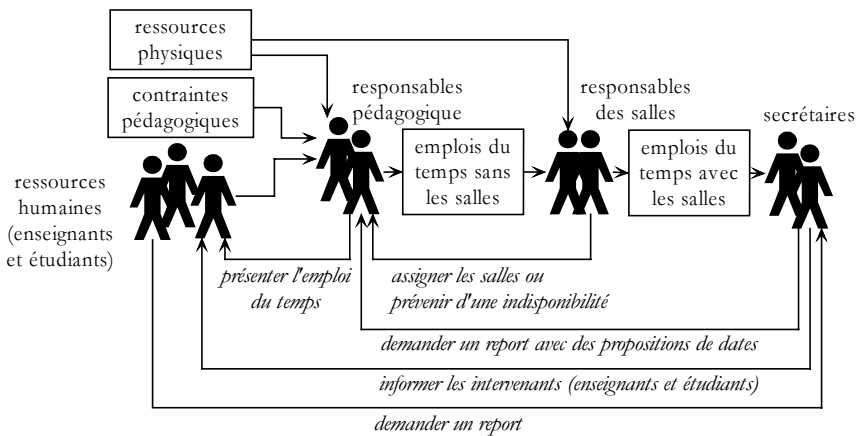 ressources
physiques
contraintes
pédagogiques
responsables
pédagogique
responsables
des salles
secrétaires
emplois du
temps sans
les salles
emplois du
temps avec
les salles
ressources
humaines
(enseignants
et étudiants)
présenter l'emploi
du temps
assigner les salles ou
prévenir d'une indisponibilité
demander un report avec des propositions de dates
informer les intervenants (enseignants et étudiants)
demander un report